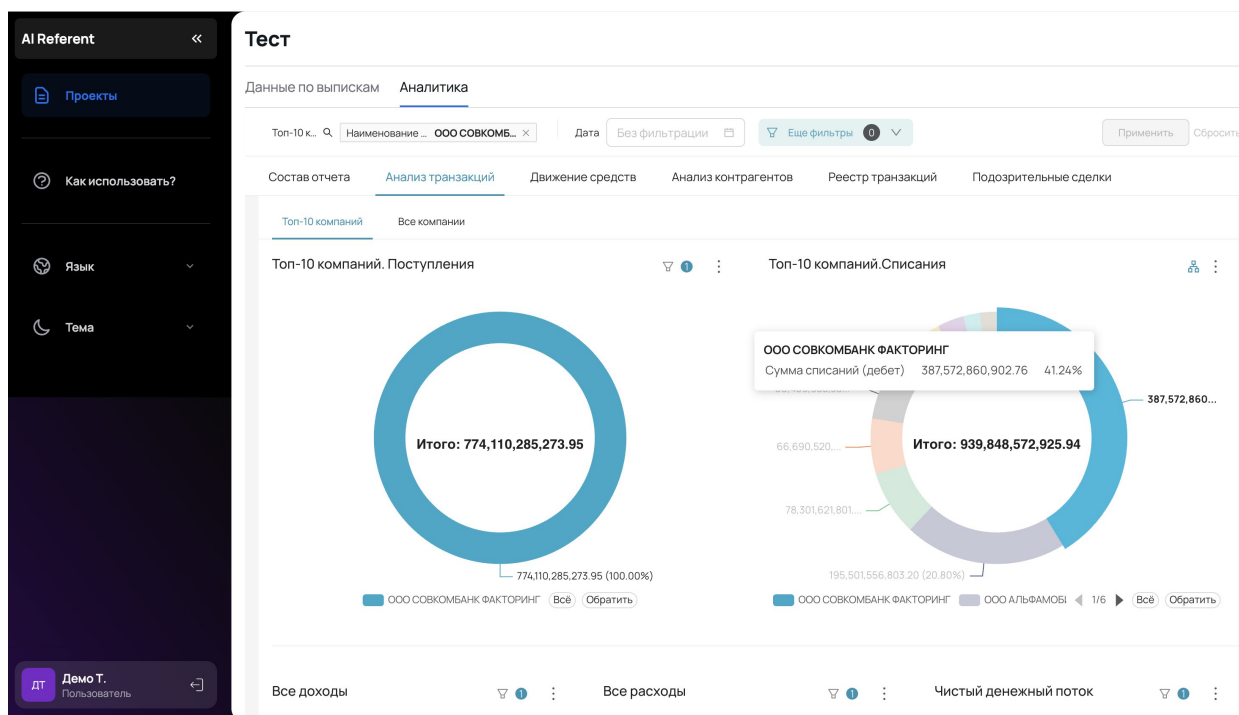 AI Referent
Проекты
Как использовать?
Язык
Тема
ДТ
Демо Т.
Пользователь
Тест
Данные по выпискам Аналитика
Топ-10 к... Наименование ... ООО СОВКОМБ... × Дата Без фильтрации Еще фильтры 0 Применить Сбросить
Состав отчета Анализ транзакций Движение средств Анализ контрагентов Реестр транзакций Подозрительные сделки
Топ-10 компаний Все компании
Топ-10 компаний. Поступления 1
Итого: 774,110,285,273.95
774,110,285,273.95 (100.00%)
ООО СОВКОМБАНК ФАКТОРИНГ Всё Обратить
Топ-10 компаний.Списания
ООО СОВКОМБАНК ФАКТОРИНГ
Сумма списаний (дебет) 387,572,860,902.76 41.24%
387,572,860...
66,690,520,...
Итого: 939,848,572,925.94
78,301,621,801....
195,501,556,803.20 (20.80%)
ООО СОВКОМБАНК ФАКТОРИНГ ООО АЛЬФАМОБИ 1/6 Всё Обратить
Все доходы 1 Все расходы 1 Чистый денежный поток 1